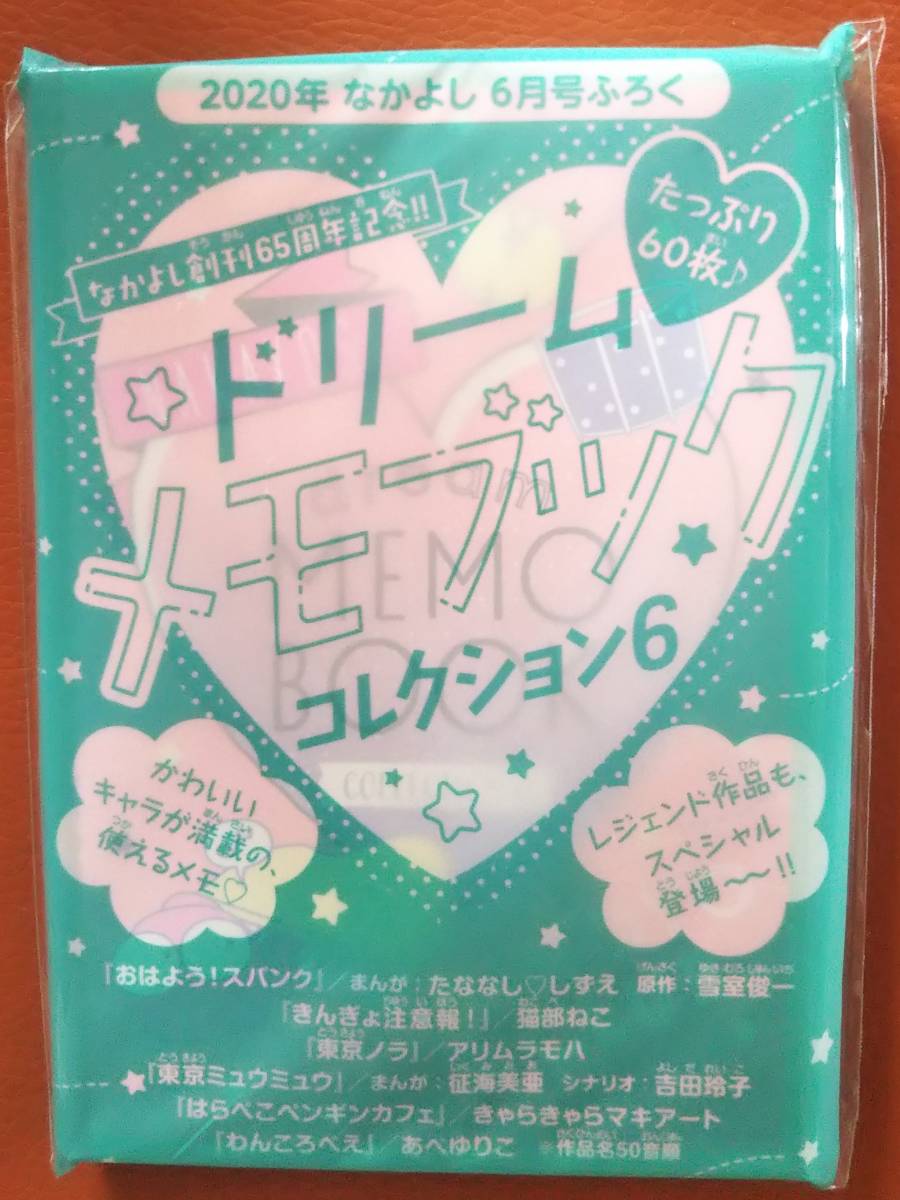 2020年 なかよし 6月号ふろく
なかよし創刊65周年記念!!
たっぷり
60枚♪
ドリーム
メモブック
コレクション6
MEMO
BOOK
かわいい
キャラが満載の、
使えるメモ♡
レジェンド作品も、
スペシャル
登場〜〜!!
『おはよう!スパンク』/まんが:たななし♡しずえ 原作:雪室俊一
『きんぎょ注意報!』/猫部ねこ
『東京ノラ』/アリムラモハ
『東京ミュウミュウ』/まんが:征海美亜 シナリオ:吉田玲子
『はらぺこペンギンカフェ』/きゃらきゃらマキアート
『わんころべえ』/あべゆりこ ※作品名50音順